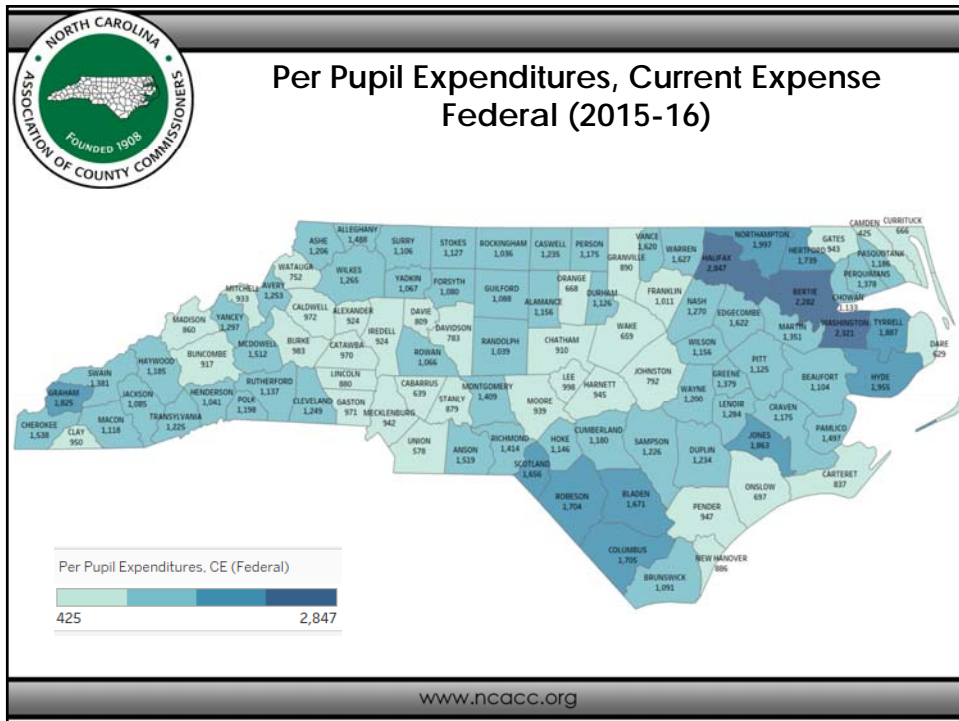 NORTH CAROLINA
ASSOCIATION OF COUNTY COMMISSIONERS
FOUNDED 1908
Per Pupil Expenditures, Current Expense
Federal (2015-16)
ALLEGHANY
1,488
ASHE
1,206
SURRY
1,106
STOKES
1,127
ROCKINGHAM
1,036
CASWELL
1,235
PERSON
1,175
GRANVILLE
890
VANCE
1,620
WARREN
1,627
HALIFAX
2,847
NORTHAMPTON
1,997
HERTFORD
1,739
GATES
943
CAMDEN
425
CURRITUCK
666
PASQUOTANK
1,186
PERQUIMANS
1,378
CHOWAN
1,133
BERTIE
2,282
WATAUGA
752
WILKES
1,265
YADKIN
1,067
FORSYTH
1,080
GUILFORD
1,088
ALAMANCE
1,156
ORANGE
668
DURHAM
1,126
FRANKLIN
1,011
NASH
1,270
EDGECOMBE
1,622
MARTIN
1,351
WASHINGTON
2,321
TYRRELL
1,887
DARE
629
MITCHELL
933
AVERY
1,253
CALDWELL
972
ALEXANDER
924
IREDELL
924
DAVIE
809
DAVIDSON
783
RANDOLPH
1,039
CHATHAM
910
WAKE
659
WILSON
1,156
PITT
1,125
BEAUFORT
1,104
HYDE
1,955
MADISON
860
YANCEY
1,297
MCDOWELL
1,512
BURKE
983
CATAWBA
970
ROWAN
1,066
JOHNSTON
792
GREENE
1,379
BUNCOMBE
917
HAYWOOD
1,185
SWAIN
1,381
GRAHAM
1,825
JACKSON
1,085
HENDERSON
1,041
POLK
1,198
RUTHERFORD
1,137
CLEVELAND
1,249
LINCOLN
880
GASTON
971
CABARRUS
639
MECKLENBURG
942
STANLY
879
MONTGOMERY
1,409
MOORE
939
LEE
998
HARNETT
945
WAYNE
1,200
LENOIR
1,284
CRAVEN
1,175
PAMLICO
1,497
CHEROKEE
1,538
CLAY
950
MACON
1,118
TRANSYLVANIA
1,225
UNION
578
ANSON
1,519
RICHMOND
1,414
SCOTLAND
1,656
HOKE
1,146
CUMBERLAND
1,180
SAMPSON
1,226
DUPLIN
1,234
JONES
1,863
CARTERET
837
ONSLOW
697
ROBESON
1,704
BLADEN
1,671
PENDER
947
NEW HANOVER
886
COLUMBUS
1,705
BRUNSWICK
1,091
Per Pupil Expenditures, CE (Federal)
425
2,847
www.ncacc.org